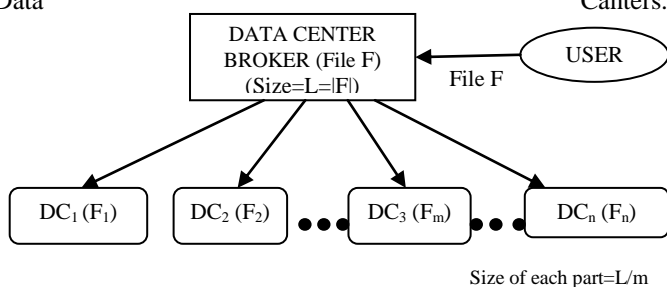 Data Canters.
DATA CENTER
BROKER (File F)
(Size=L=|F|)
USER
File F
DC₁ (F₁)
DC₂ (F₂)
DC₃ (Fₘ)
DCₙ (Fₙ)
Size of each part=L/m